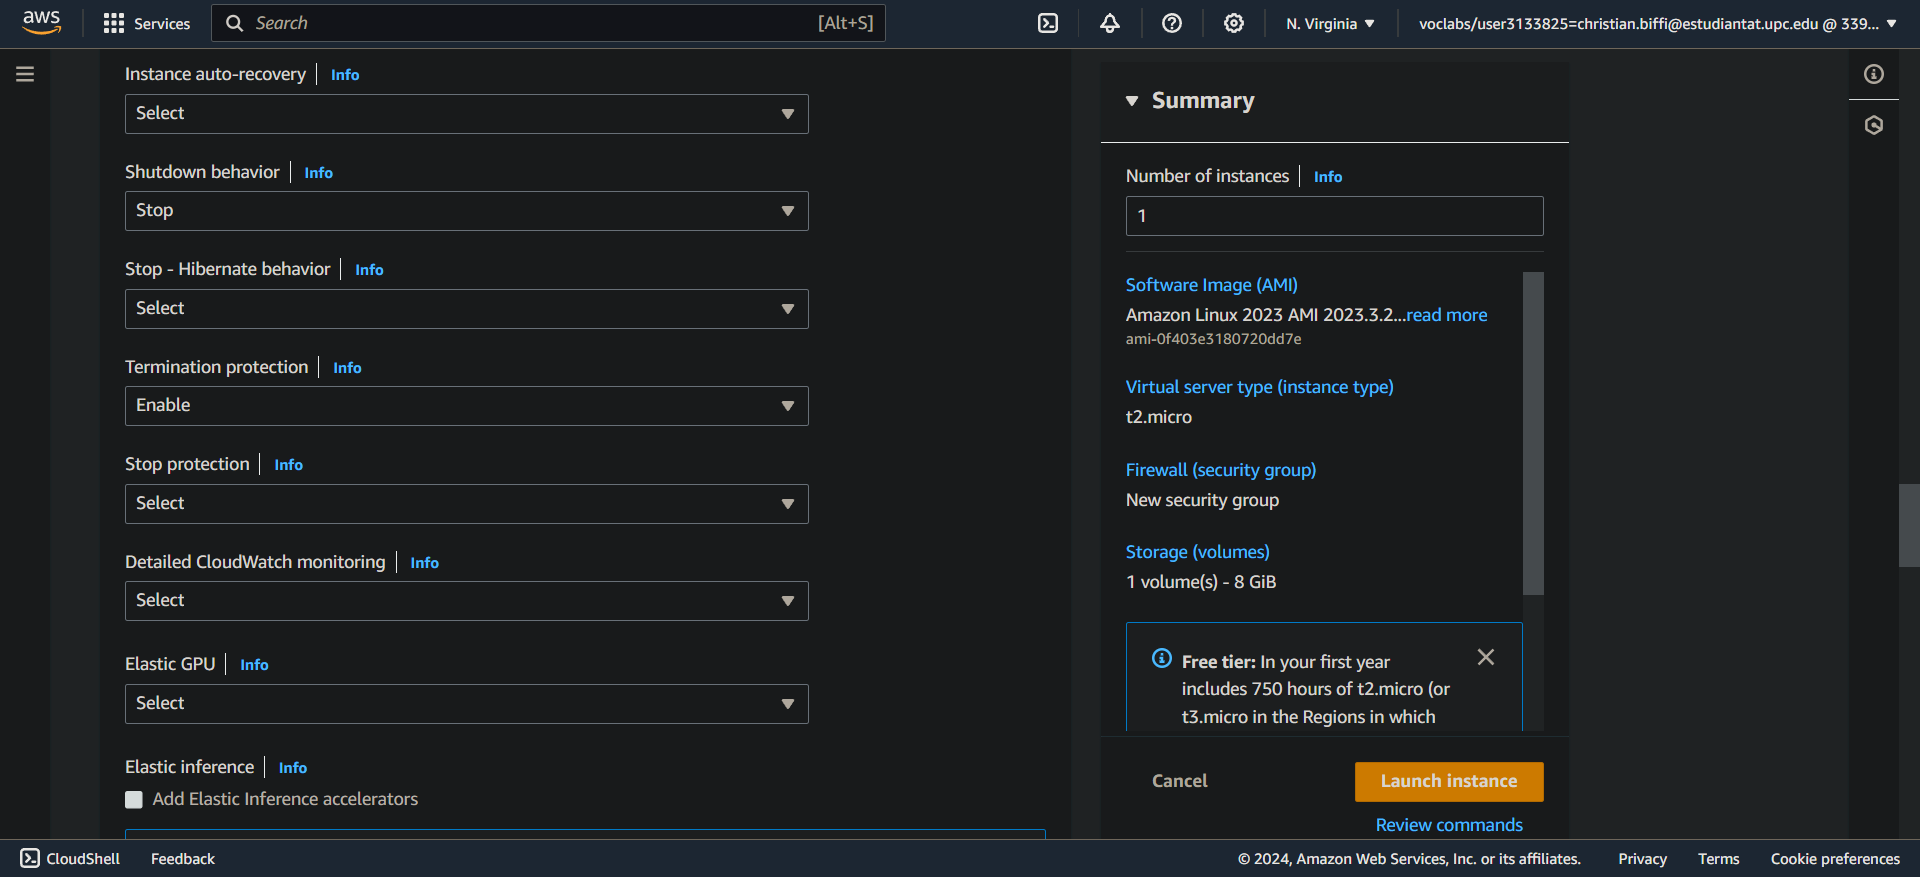 aws
Services
Search
[Alt+S]
N. Virginia
voclabs/user3133825=christian.biffi@estudiantat.upc.edu @ 339...
Instance auto-recovery
Info
Select
Shutdown behavior
Info
Stop
Stop - Hibernate behavior
Info
Select
Termination protection
Info
Enable
Stop protection
Info
Select
Detailed CloudWatch monitoring
Info
Select
Elastic GPU
Info
Select
Elastic inference
Info
Add Elastic Inference accelerators
Summary
Number of instances
Info
1
Software Image (AMI)
Amazon Linux 2023 AMI 2023.3.2...read more
ami-0f403e3180720dd7e
Virtual server type (instance type)
t2.micro
Firewall (security group)
New security group
Storage (volumes)
1 volume(s) - 8 GiB
Free tier: In your first year
includes 750 hours of t2.micro (or
t3.micro in the Regions in which
Cancel
Launch instance
Review commands
CloudShell
Feedback
© 2024, Amazon Web Services, Inc. or its affiliates.
Privacy
Terms
Cookie preferences